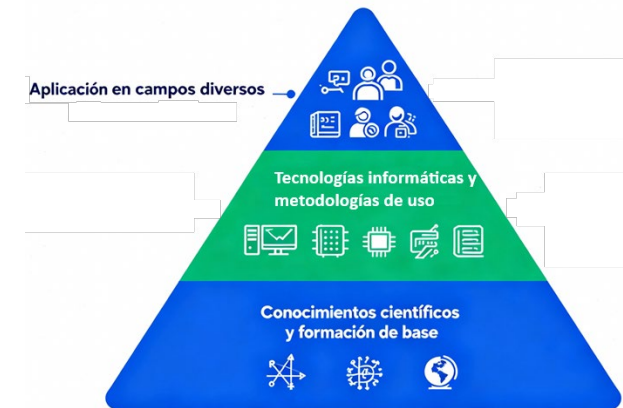 Aplicación en campos diversos
Tecnologías informáticas y
metodologías de uso
Conocimientos científicos
y formación de base